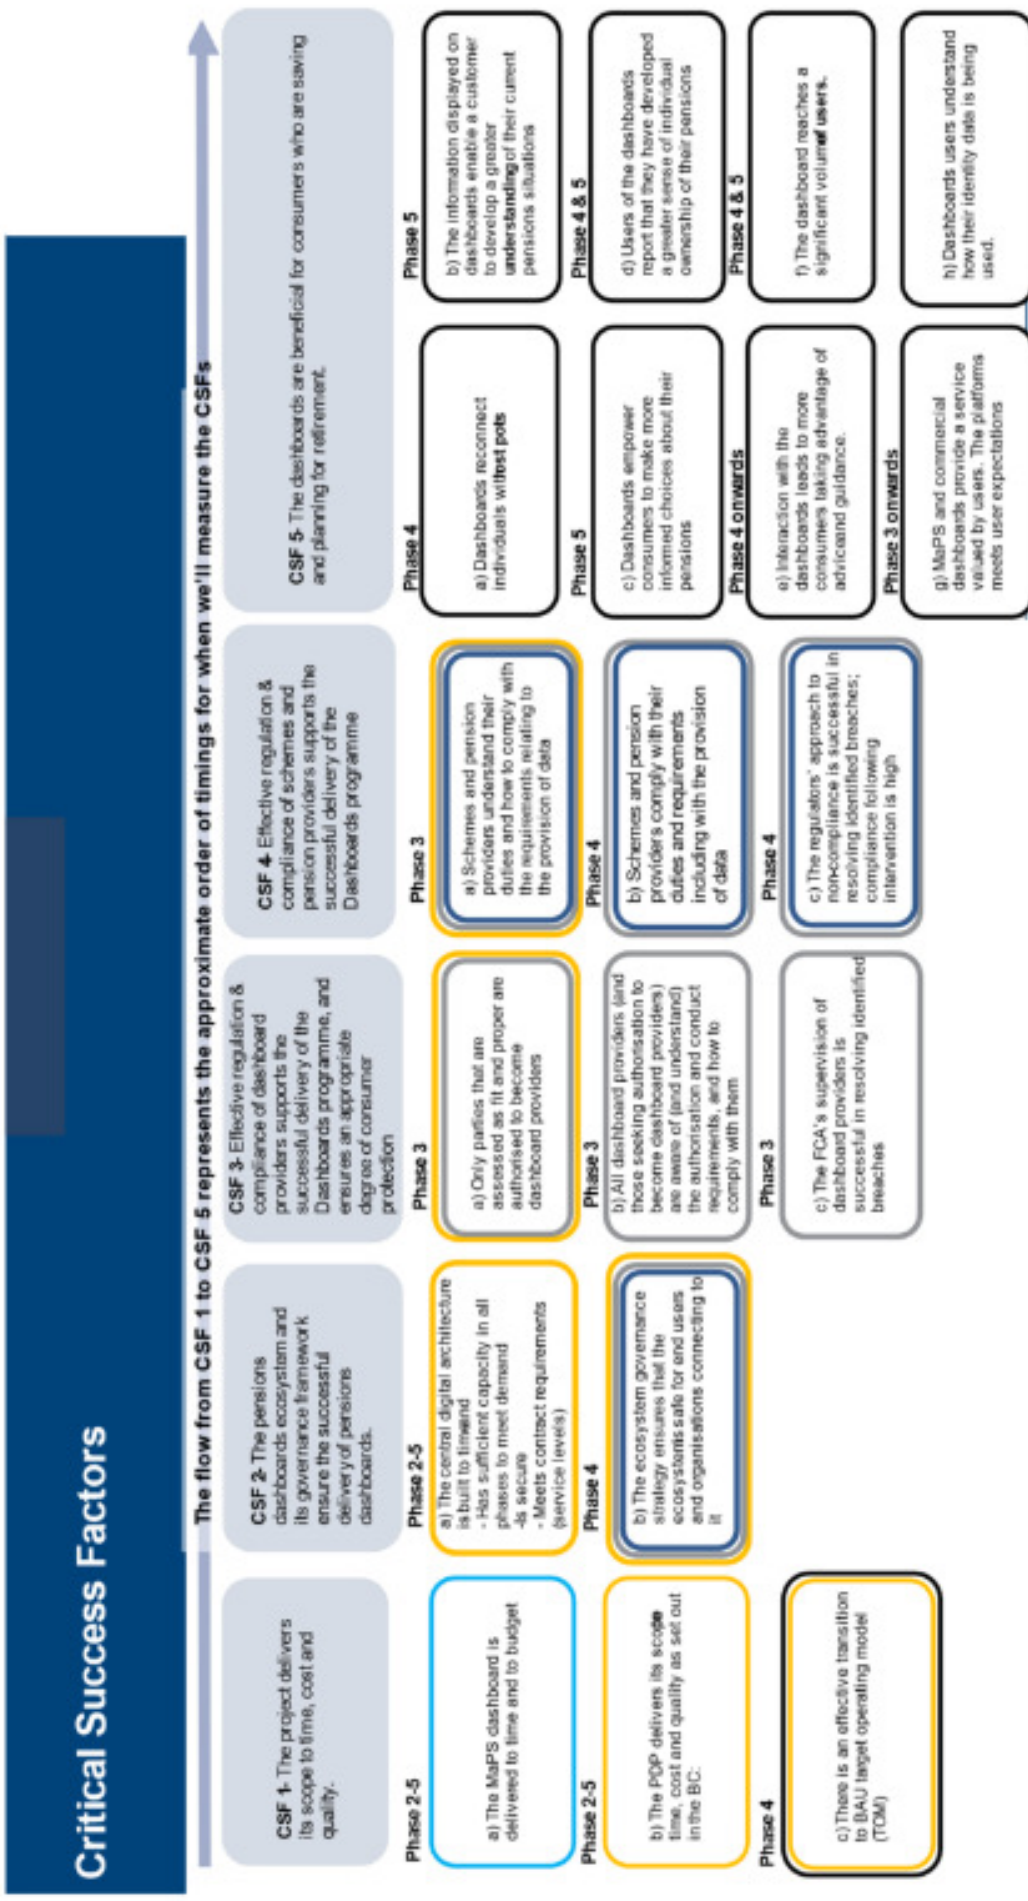 Critical Success Factors
The flow from CSF 1 to CSF 5 represents the approximate order of timings for when we'll measure the CSFs
CSF 1- The project delivers
its scope to time, cost and
quality.
Phase 2-5
a) The MaPS dashboard is
delivered to time and to budget
Phase 2-5
b) The PDP delivers its scope
time, cost and quality as set out
in the BC.
Phase 4
c) There is an effective transition
to BAU target operating model
(TOM)
CSF 2- The pensions
dashboards ecosystem and
its governance framework
ensure the successful
delivery of pensions
dashboards.
Phase 2-5
a) The central digital architecture
is built to timeand
- Has sufficient capacity in all
phases to meet demand
-Is secure
- Meets contract requirements
(service levels)
Phase 4
b) The ecosystem governance
strategy ensures that the
ecosystemis safe for end users
and organisations connecting to
it
CSF 3- Effective regulation &
compliance of dashboard
providers supports the
successful delivery of the
Dashboards programme, and
ensures an appropriate
degree of consumer
protection
Phase 3
a) Only parties that are
assessed as fit and proper are
authorised to become
dashboard providers
Phase 3
b) All dashboard providers (and
those seeking authorisation to
become dashboard providers)
are aware of (and understand)
the authorisation and conduct
requirements, and how to
comply with them
Phase 3
c) The FCA's supervision of
dashboard providers is
successful in resolving identified
breaches
CSF 4- Effective regulation &
compliance of schemes and
pension providers supports the
successful delivery of the
Dashboards programme
Phase 3
a) Schemes and pension
providers understand their
duties and how to comply with
the requirements relating to
the provision of data
Phase 4
b) Schemes and pension
providers comply with their
duties and requirements
including with the provision
of data
Phase 4
c) The regulators' approach to
non-compliance is successful in
resolving identified breaches;
compliance following
intervention is high
CSF 5- The dashboards are beneficial for consumers who are saving
and planning for retirement.
Phase 4
a) Dashboards reconnect
individuals withlost pots
Phase 5
b) The information displayed on
dashboards enable a customer
to develop a greater
understanding of their current
pensions situations
Phase 5
c) Dashboards empower
consumers to make more
informed choices about their
pensions
Phase 4 & 5
d) Users of the dashboards
report that they have developed
a greater sense of individual
ownership of their pensions
Phase 4 onwards
e) Interaction with the
dashboards leads to more
consumers taking advantage of
adviceand guidance.
Phase 4 & 5
f) The dashboard reaches a
significant volumeof users.
Phase 3 onwards
g) MaPS and commercial
dashboards provide a service
valued by users. The platforms
meets user expectations
h) Dashboards users understand
how their identity data is being
used.